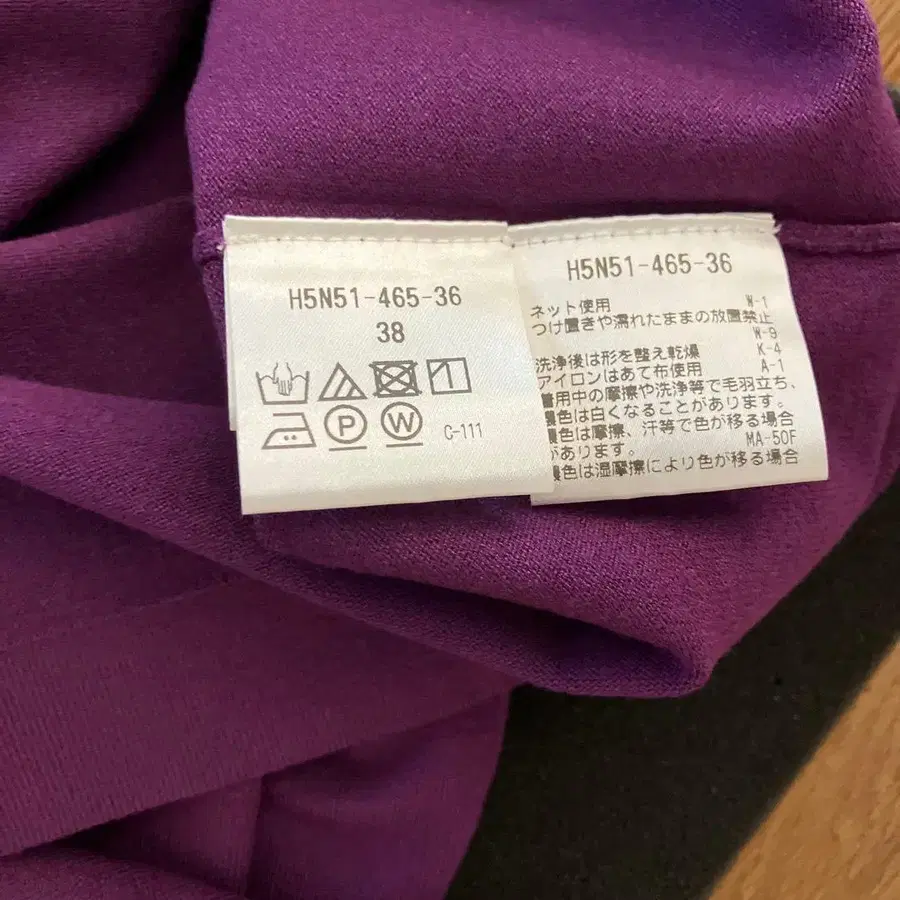 H5N51-465-36
38
P W C-111
H5N51-465-36
ネット使用 W-1
つけ置きや濡れたままの放置禁止
W-9
洗浄後は形を整え乾燥 K-4
アイロンはあて布使用 A-1
着用中の摩擦や洗浄等で毛羽立ち、
色は白くなることがあります。
色は摩擦、汗等で色が移る場合
があります。 MA-50F
色は湿摩擦により色が移る場合